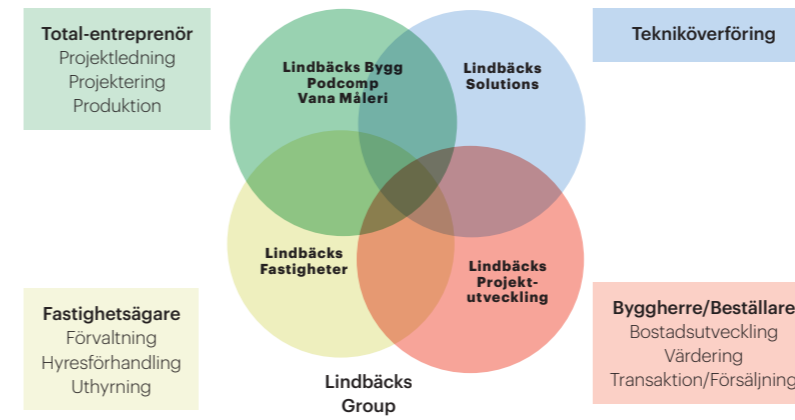 Total-entreprenör
Projektledning
Projektering
Produktion
Lindbäcks Bygg
Podcomp
Vana Måleri
Lindbäcks
Solutions
Tekniköverföring
Lindbäcks
Fastigheter
Lindbäcks
Projekt-
utveckling
Fastighetsägare
Förvaltning
Hyresförhandling
Uthyrning
Lindbäcks
Group
Byggherre/Beställare
Bostadsutveckling
Värdering
Transaktion/Försäljning